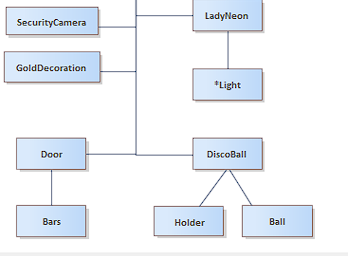 LadyNeon
SecurityCamera
GoldDecoration
*Light
Door
DiscoBall
Bars
Holder
Ball